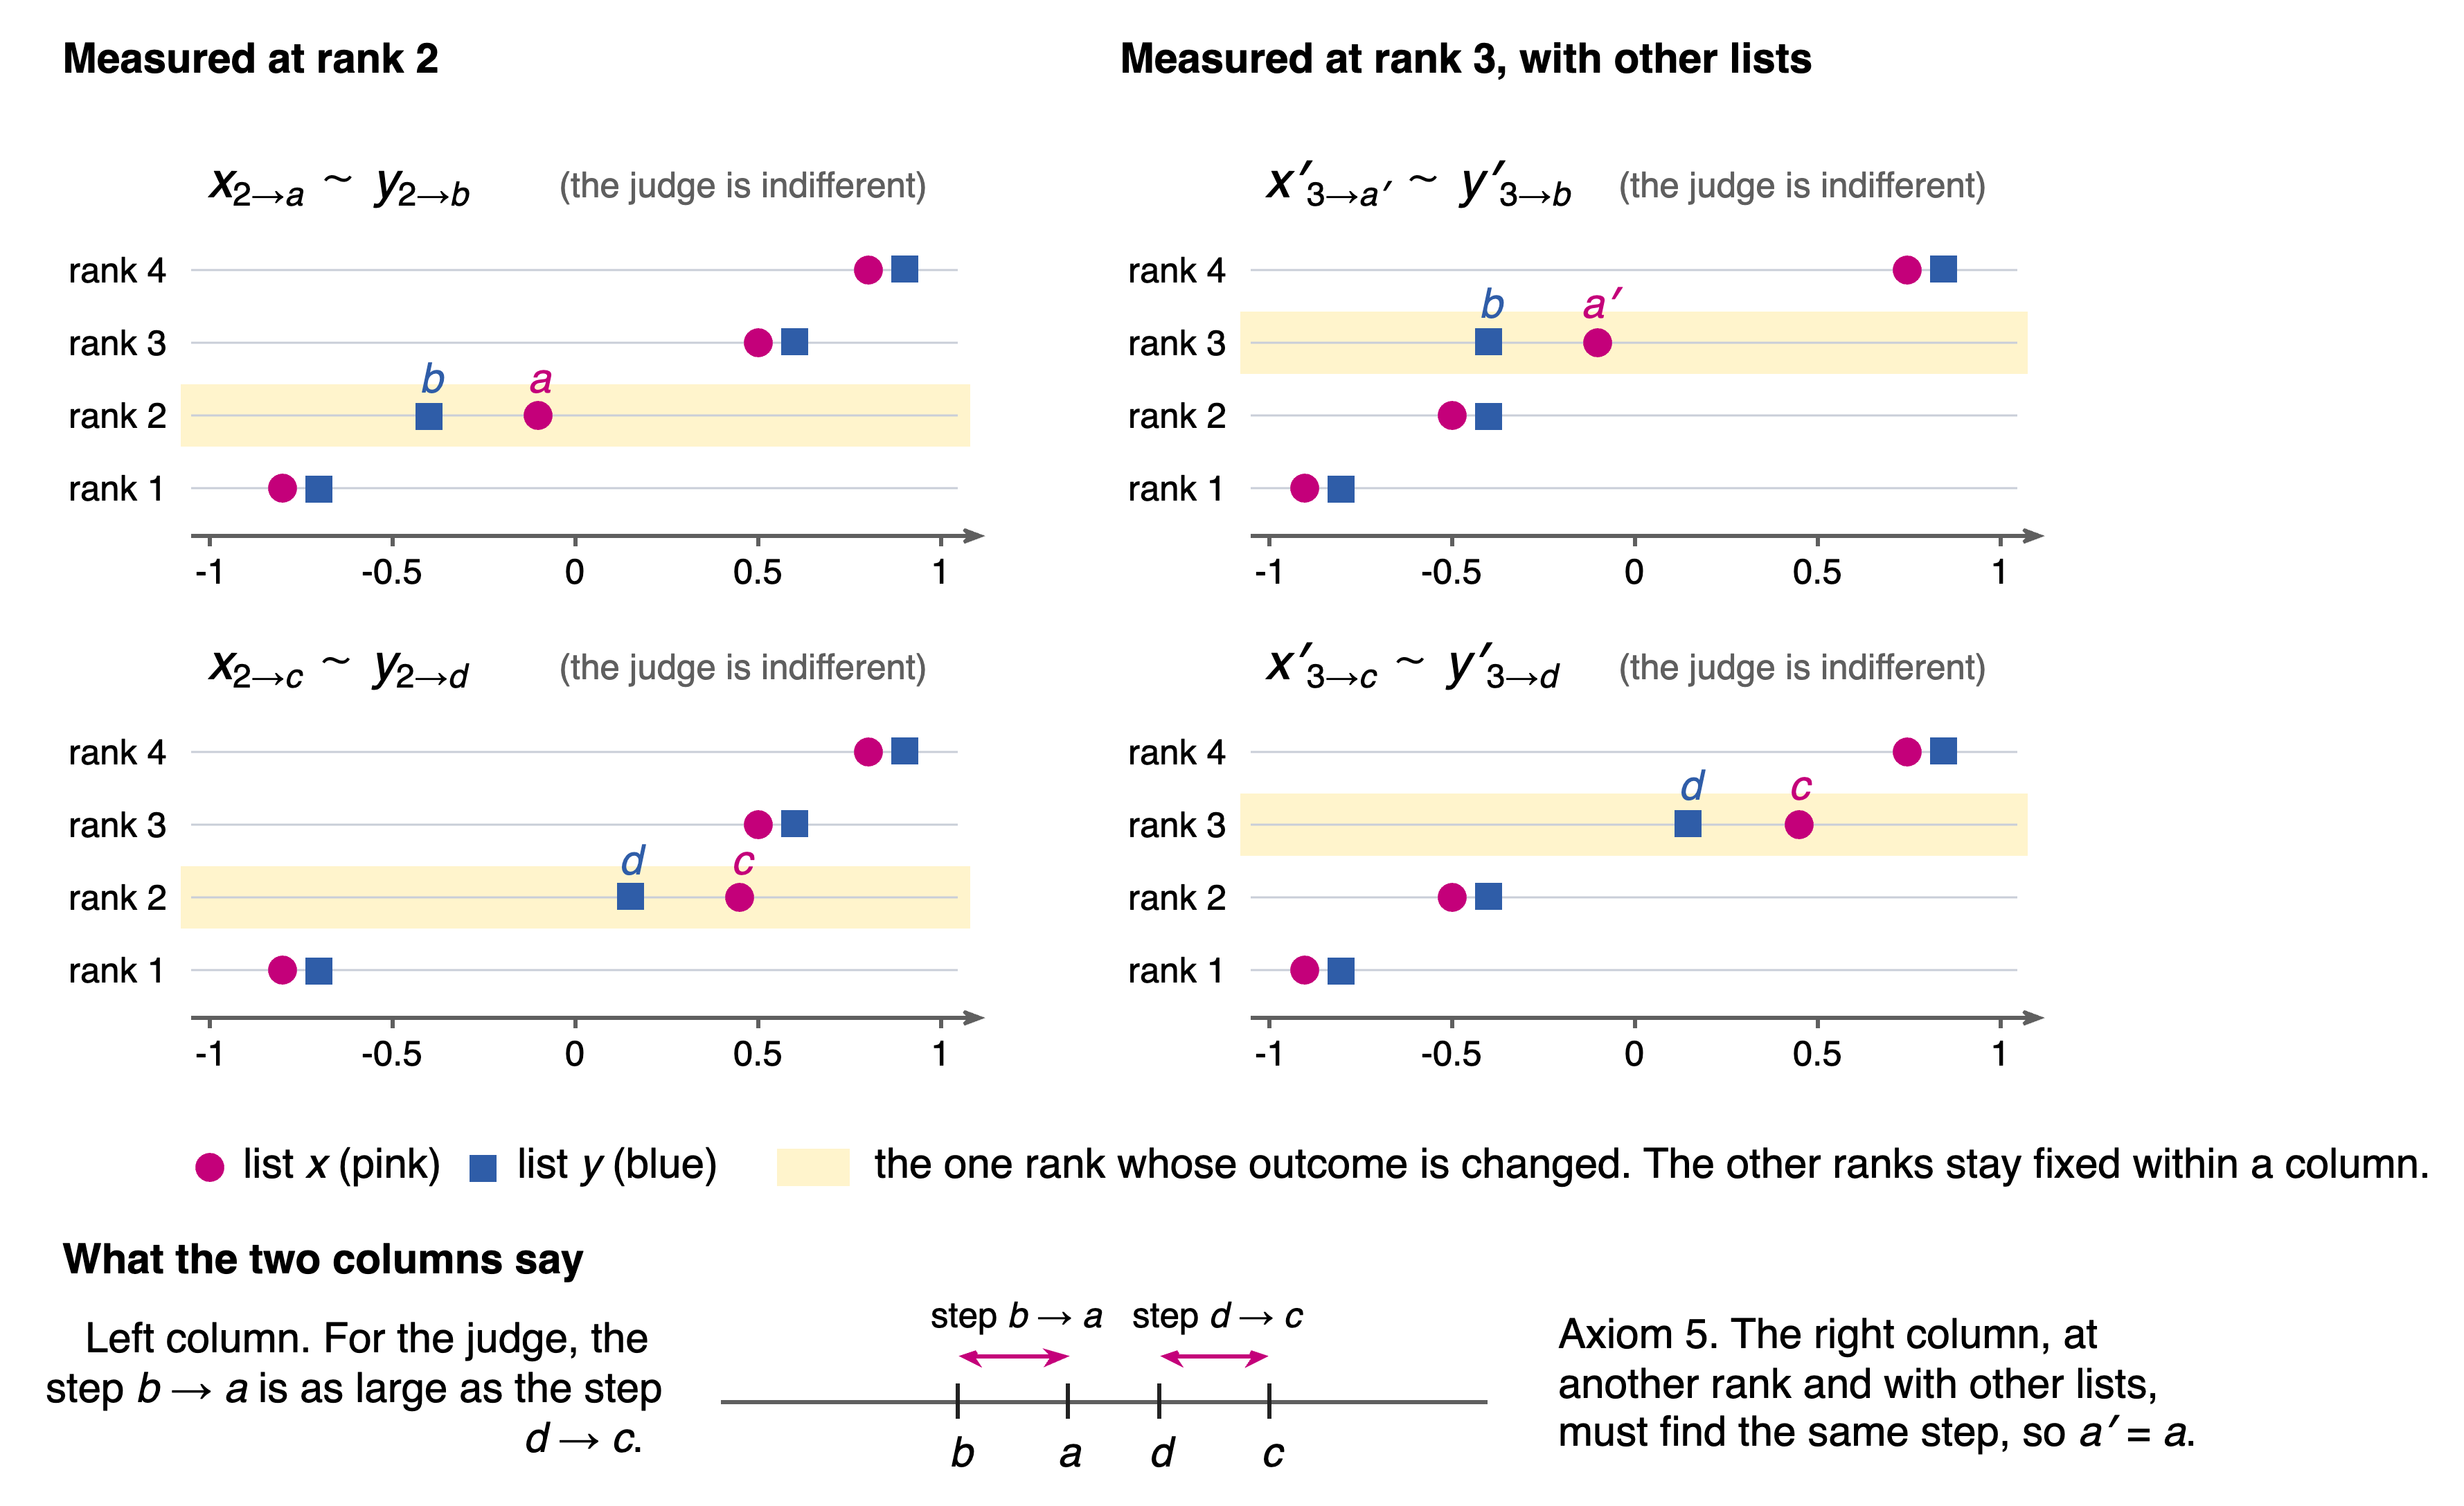 Measured at rank 2
x₂→ₐ ~ y₂→b (the judge is indifferent)
rank 4
rank 3
b a
rank 2
rank 1
-1 -0.5 0 0.5 1
x₂→c ~ y₂→d (the judge is indifferent)
rank 4
rank 3
d c
rank 2
rank 1
-1 -0.5 0 0.5 1
Measured at rank 3, with other lists
x′₃→a′ ~ y′₃→b (the judge is indifferent)
rank 4
b a′
rank 3
rank 2
rank 1
-1 -0.5 0 0.5 1
x′₃→c ~ y′₃→d (the judge is indifferent)
rank 4
d c
rank 3
rank 2
rank 1
-1 -0.5 0 0.5 1
list x (pink) list y (blue) the one rank whose outcome is changed. The other ranks stay fixed within a column.
What the two columns say
Left column. For the judge, the
step b → a is as large as the step
d → c.
step b → a step d → c
b a d c
Axiom 5. The right column, at
another rank and with other lists,
must find the same step, so a′ = a.